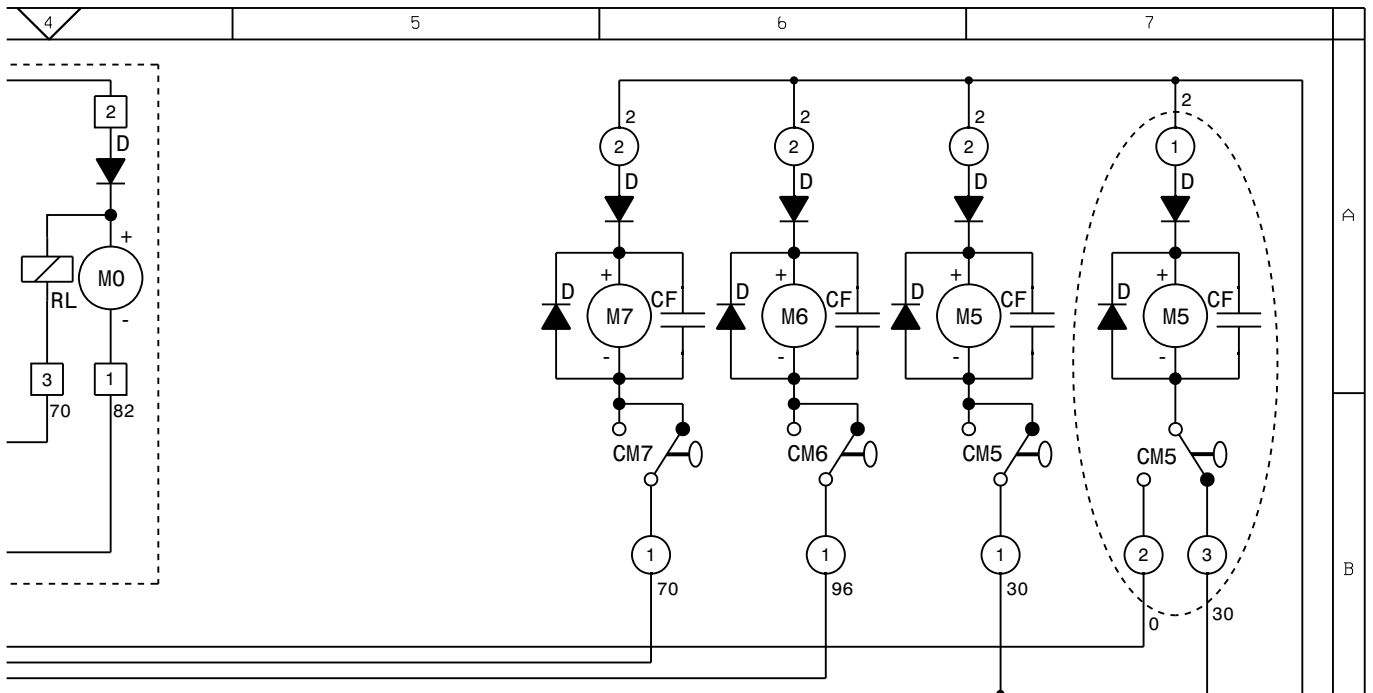 4 5 6 7
2 2 2 2 2
D 2 2 2 1
D D D D
A
+
M0
RL
-
+ + + +
D CF D CF D CF D CF
M7 M6 M5 M5
- - - -
3 1
70 82
CM7 CM6 CM5 CM5
1 1 1 2 3
B
70 96 30
0 30